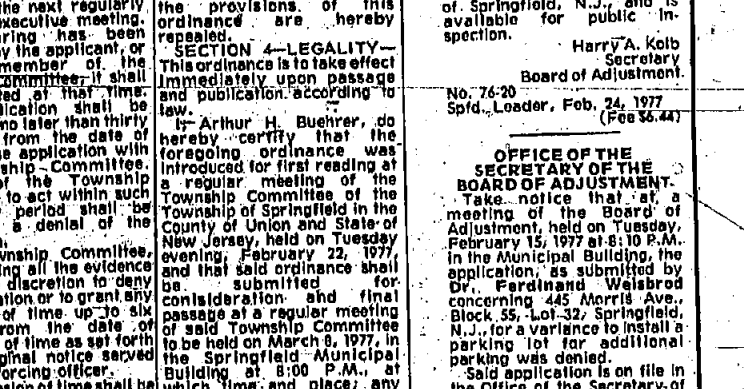 the next regularly
executive meeting.
ring has been
by the applicant, or
member of the
committee, it shall
ed at that time.
lication shall be
no later than thirty
from the date of
e application with
ship Committee.
of the Township
to act within such
period shall be
a denial of the
n.
wnship Committee,
ng all the evidence
discretion to deny
ation or to grant any
of time up to six
rom the date of
of time as set forth
ginal notice served
orcing officer.
sion of time shall be
the provisions of this
ordinance are hereby
repealed.
SECTION 4—LEGALITY—
This ordinance is to take effect
immediately upon passage
and publication according to
law.
I, Arthur H. Buehrer, do
hereby certify that the
foregoing ordinance was
introduced for first reading at
a regular meeting of the
Township Committee of the
Township of Springfield in the
County of Union and State of
New Jersey, held on Tuesday
evening, February 22, 1977,
and that said ordinance shall
be submitted for
consideration and final
passage at a regular meeting
of said Township Committee
to be held on March 8, 1977, in
the Springfield Municipal
Building at 8:00 P.M., at
which time and place, any
of Springfield, N.J., and is
available for public in-
spection.
Harry A. Kolb
Secretary
Board of Adjustment
No. 76-20
Spfd. Leader, Feb. 24, 1977
(Fee $6.44)
OFFICE OF THE
SECRETARY OF THE
BOARD OF ADJUSTMENT
Take notice that at a
meeting of the Board of
Adjustment, held on Tuesday,
February 15, 1977 at 8:10 P.M.
in the Municipal Building, the
application, as submitted by
Dr. Ferdinand Weisbrod
concerning 445 Morris Ave.,
Block 55, Lot 32, Springfield,
N.J., for a variance to install a
parking lot for additional
parking was denied.
Said application is on file in
the Office of the Secretary of